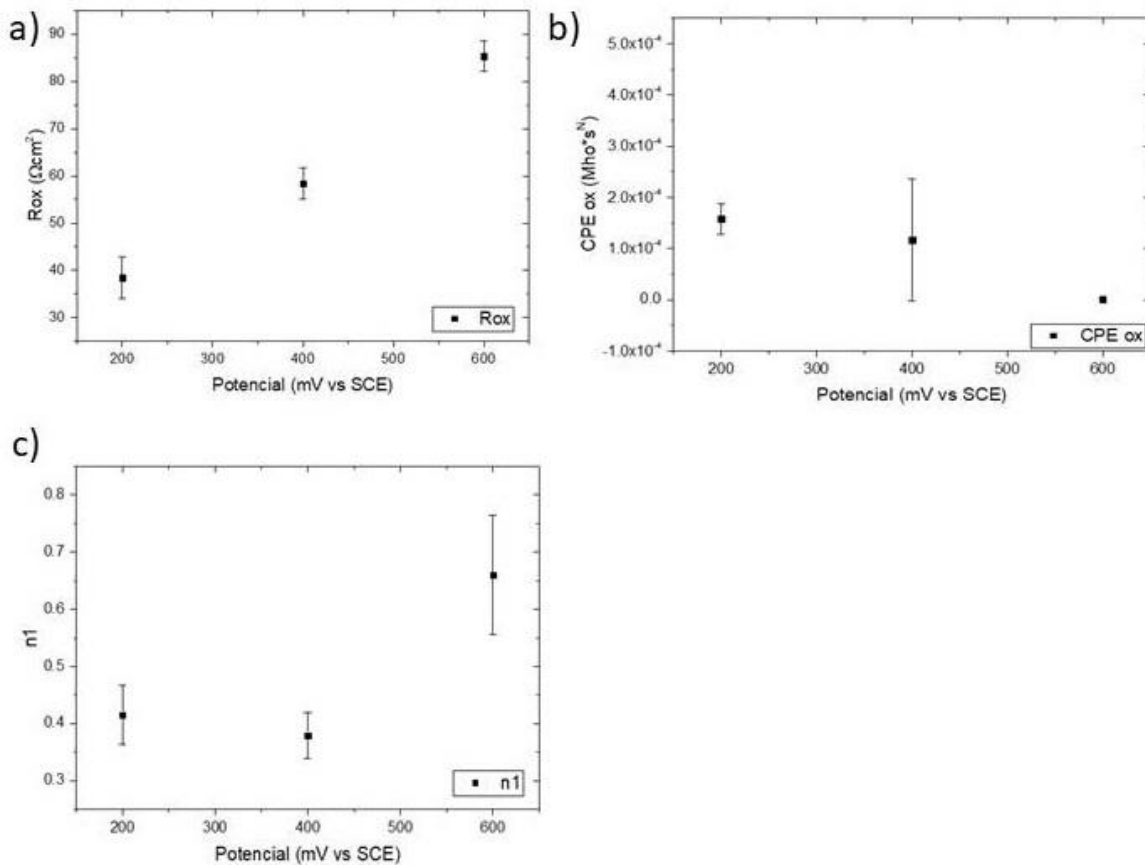 a)
90
80
70
60
50
40
30
Rox (Ωcm²)
200 300 400 500 600
Potencial (mV vs SCE)
Rox
b)
5.0x10⁻⁴
4.0x10⁻⁴
3.0x10⁻⁴
2.0x10⁻⁴
1.0x10⁻⁴
0.0
-1.0x10⁻⁴
CPE ox (Mho*sᴺ)
200 300 400 500 600
Potencial (mV vs SCE)
CPE ox
c)
0.8
0.7
0.6
0.5
0.4
0.3
n1
200 300 400 500 600
Potencial (mV vs SCE)
n1